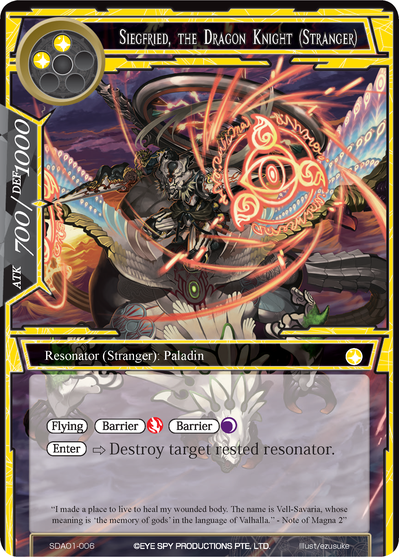 Siegfried, the Dragon Knight (Stranger)
ATK 700 / DEF 1000
Resonator (Stranger): Paladin
Flying Barrier Barrier
Enter ⇨ Destroy target rested resonator.
"I made a place to live to heal my wounded body. The name is Vell-Savaria, whose
meaning is 'the memory of gods' in the language of Valhalla." - Note of Magna 2"
SDAO1-006 ©EYE SPY PRODUCTIONS PTE. LTD. Illust/ezusuke